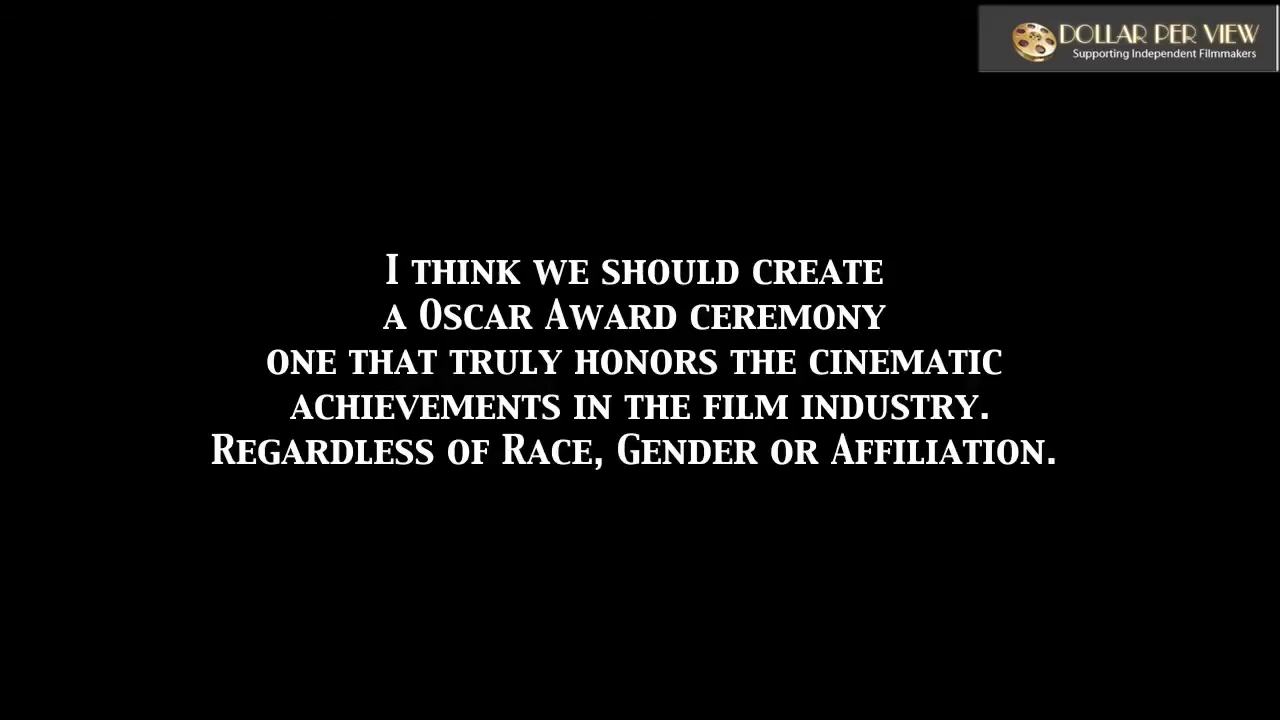 DOLLAR PER VIEW
Supporting Independent Filmmakers
I THINK WE SHOULD CREATE
A OSCAR AWARD CEREMONY
ONE THAT TRULY HONORS THE CINEMATIC
ACHIEVEMENTS IN THE FILM INDUSTRY.
REGARDLESS OF RACE, GENDER OR AFFILIATION.